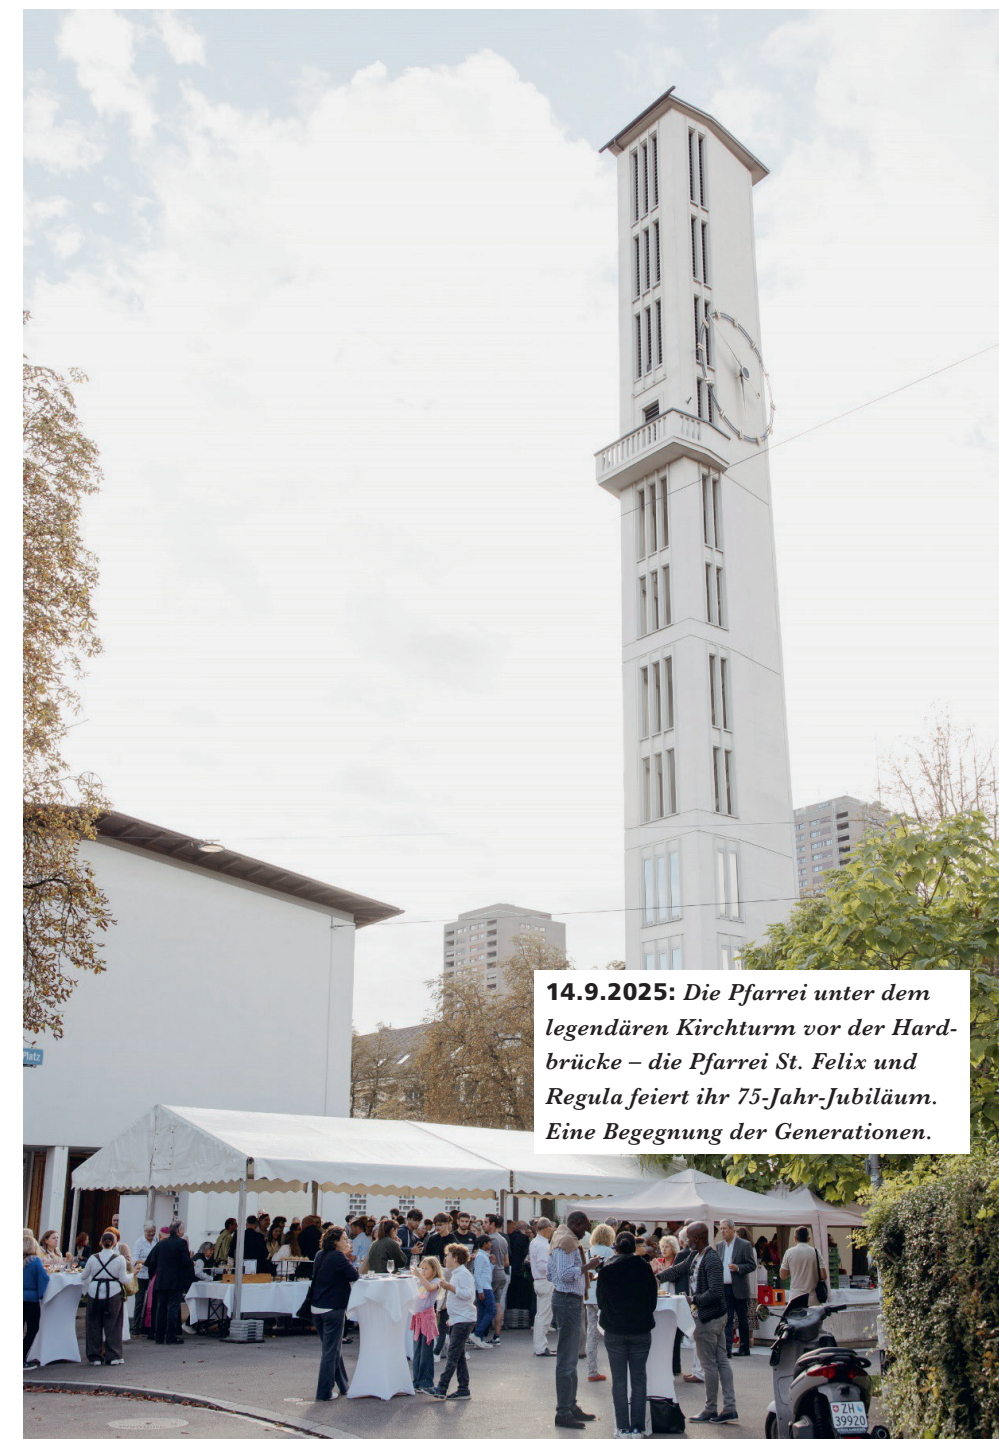 14.9.2025: Die Pfarrei unter dem
legendären Kirchturm vor der Hard-
brücke – die Pfarrei St. Felix und
Regula feiert ihr 75-Jahr-Jubiläum.
Eine Begegnung der Generationen.
Platz
ZH
39920